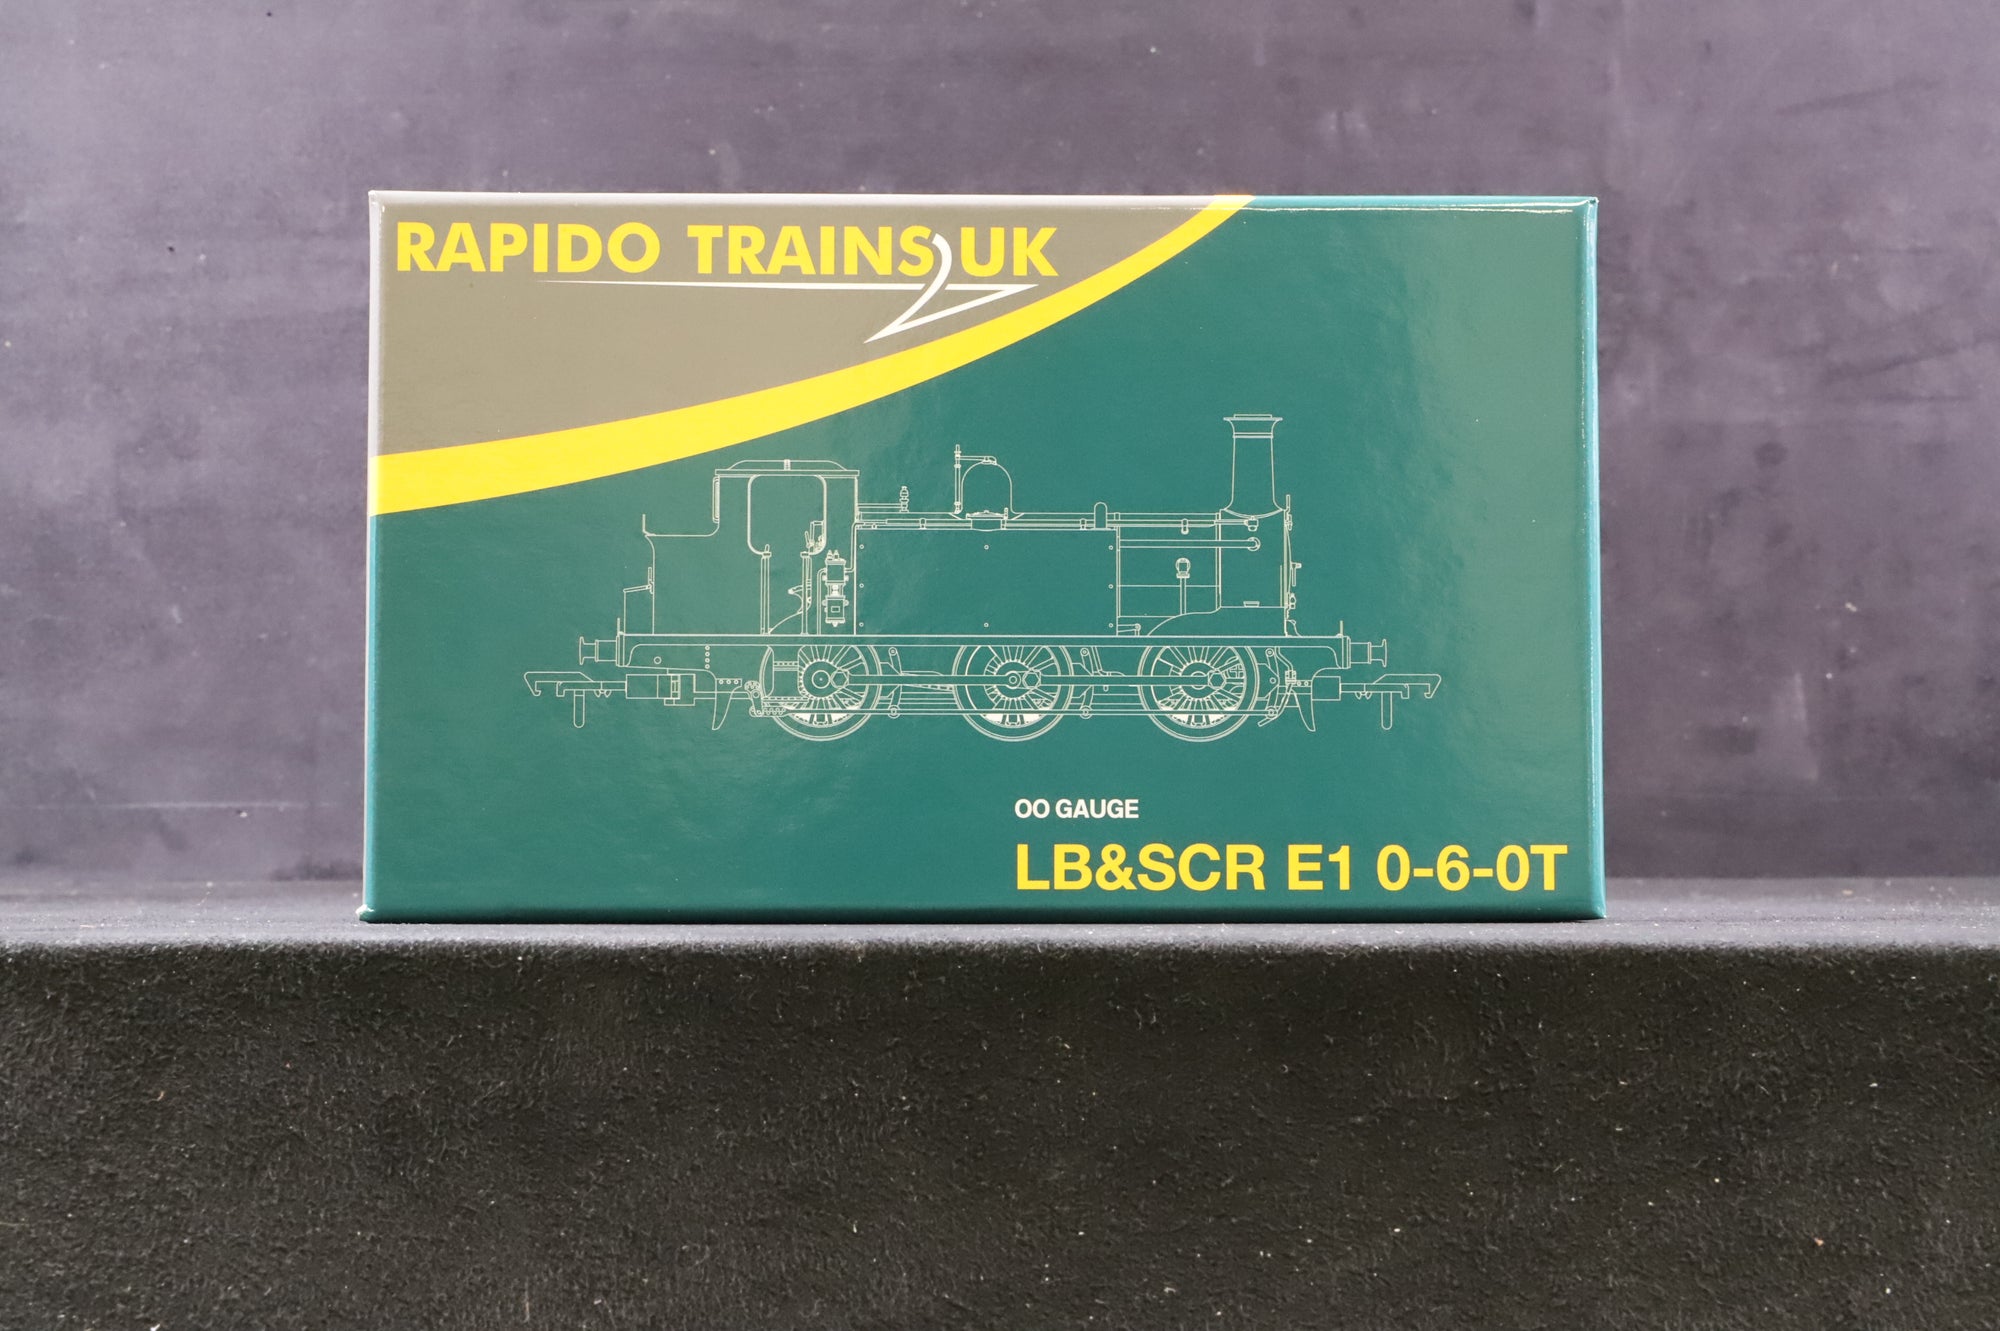 RAPIDO TRAINS UK
OO GAUGE
LB&SCR E1 0-6-0T